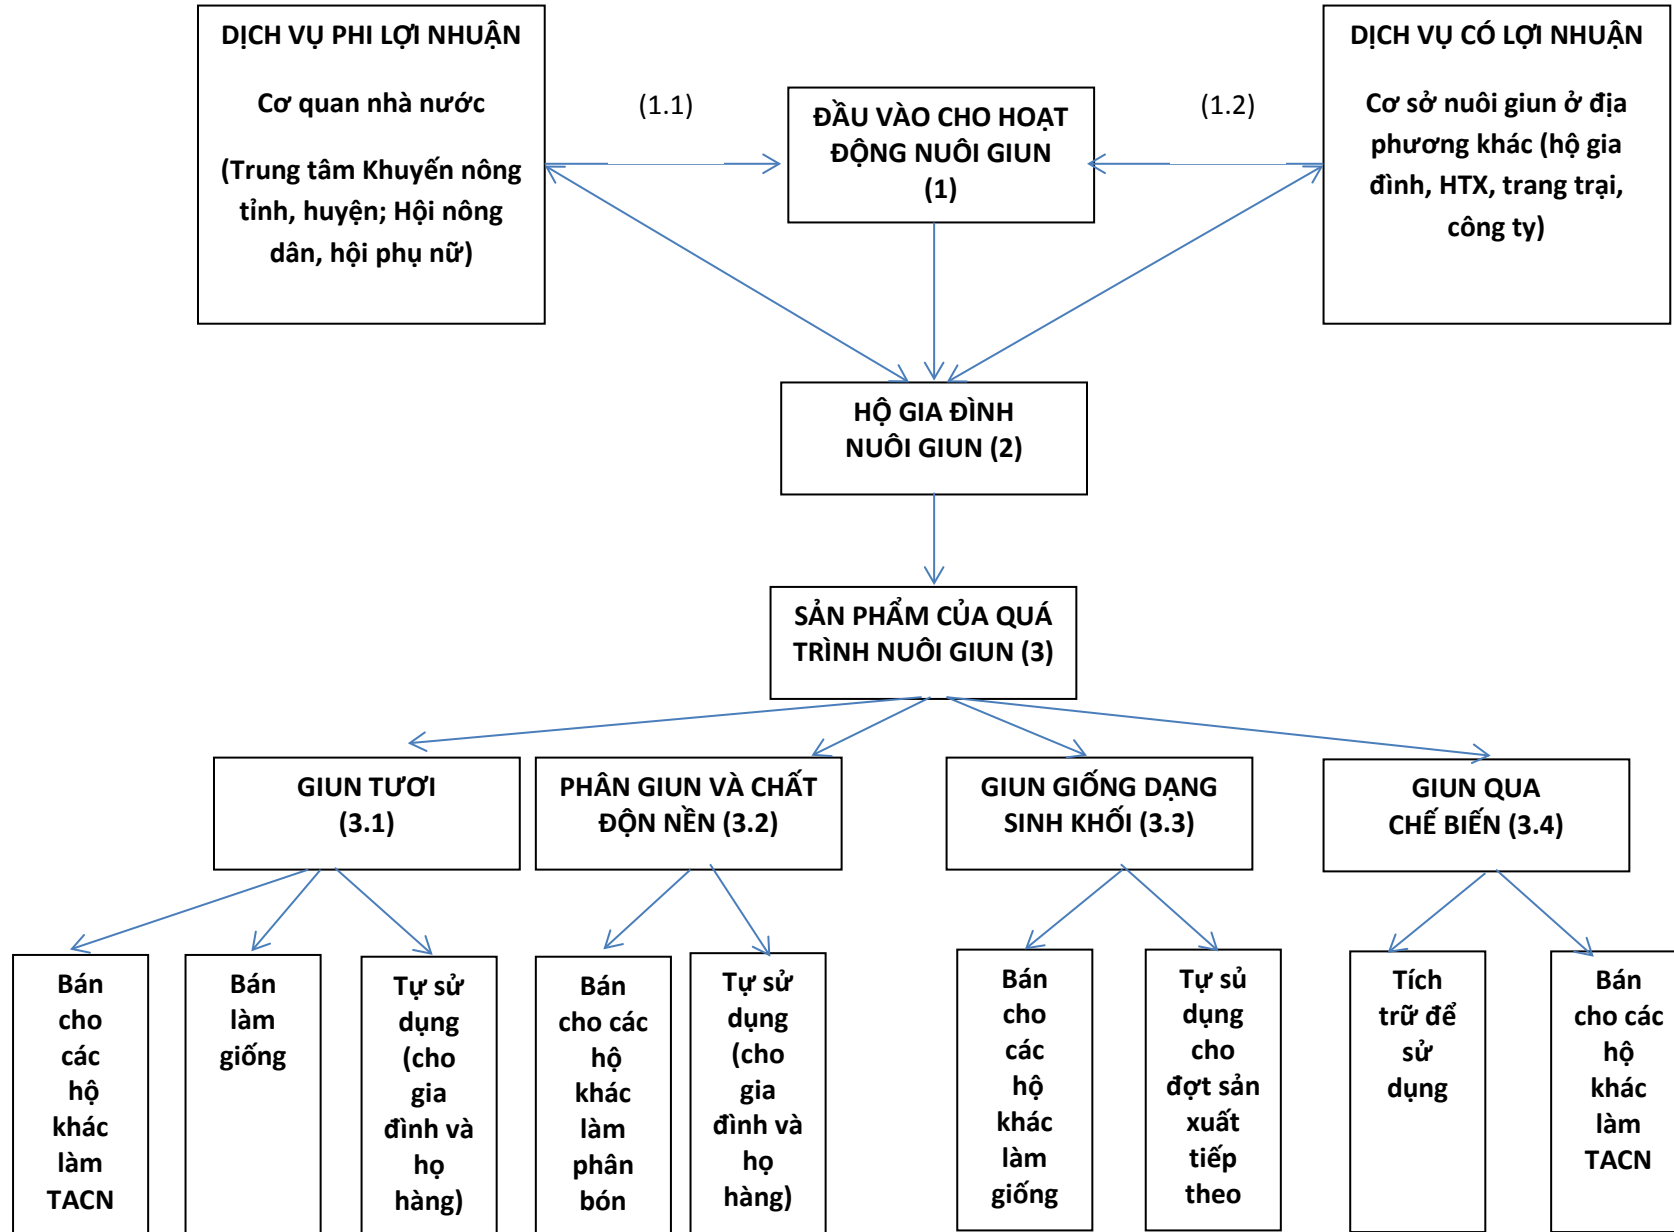 DỊCH VỤ PHI LỢI NHUẬN
Cơ quan nhà nước
(Trung tâm Khuyến nông
tỉnh, huyện; Hội nông
dân, hội phụ nữ)
(1.1)
ĐẦU VÀO CHO HOẠT
ĐỘNG NUÔI GIUN
(1)
(1.2)
DỊCH VỤ CÓ LỢI NHUẬN
Cơ sở nuôi giun ở địa
phương khác (hộ gia
đình, HTX, trang trại,
công ty)
HỘ GIA ĐÌNH
NUÔI GIUN (2)
SẢN PHẨM CỦA QUÁ
TRÌNH NUÔI GIUN (3)
GIUN TƯƠI
(3.1)
PHÂN GIUN VÀ CHẤT
ĐỘN NỀN (3.2)
GIUN GIỐNG DẠNG
SINH KHỐI (3.3)
GIUN QUA
CHẾ BIẾN (3.4)
Bán
cho
các
hộ
khác
làm
TACN
Bán
làm
giống
Tự sử
dụng
(cho
gia
đình và
họ
hàng)
Bán
cho các
hộ
khác
làm
phân
bón
Tự sử
dụng
(cho
gia
đình và
họ
hàng)
Bán
cho
các
hộ
khác
làm
giống
Tự sủ
dụng
cho
đợt sản
xuất
tiếp
theo
Tích
trữ để
sử
dụng
Bán
cho các
hộ
khác
làm
TACN